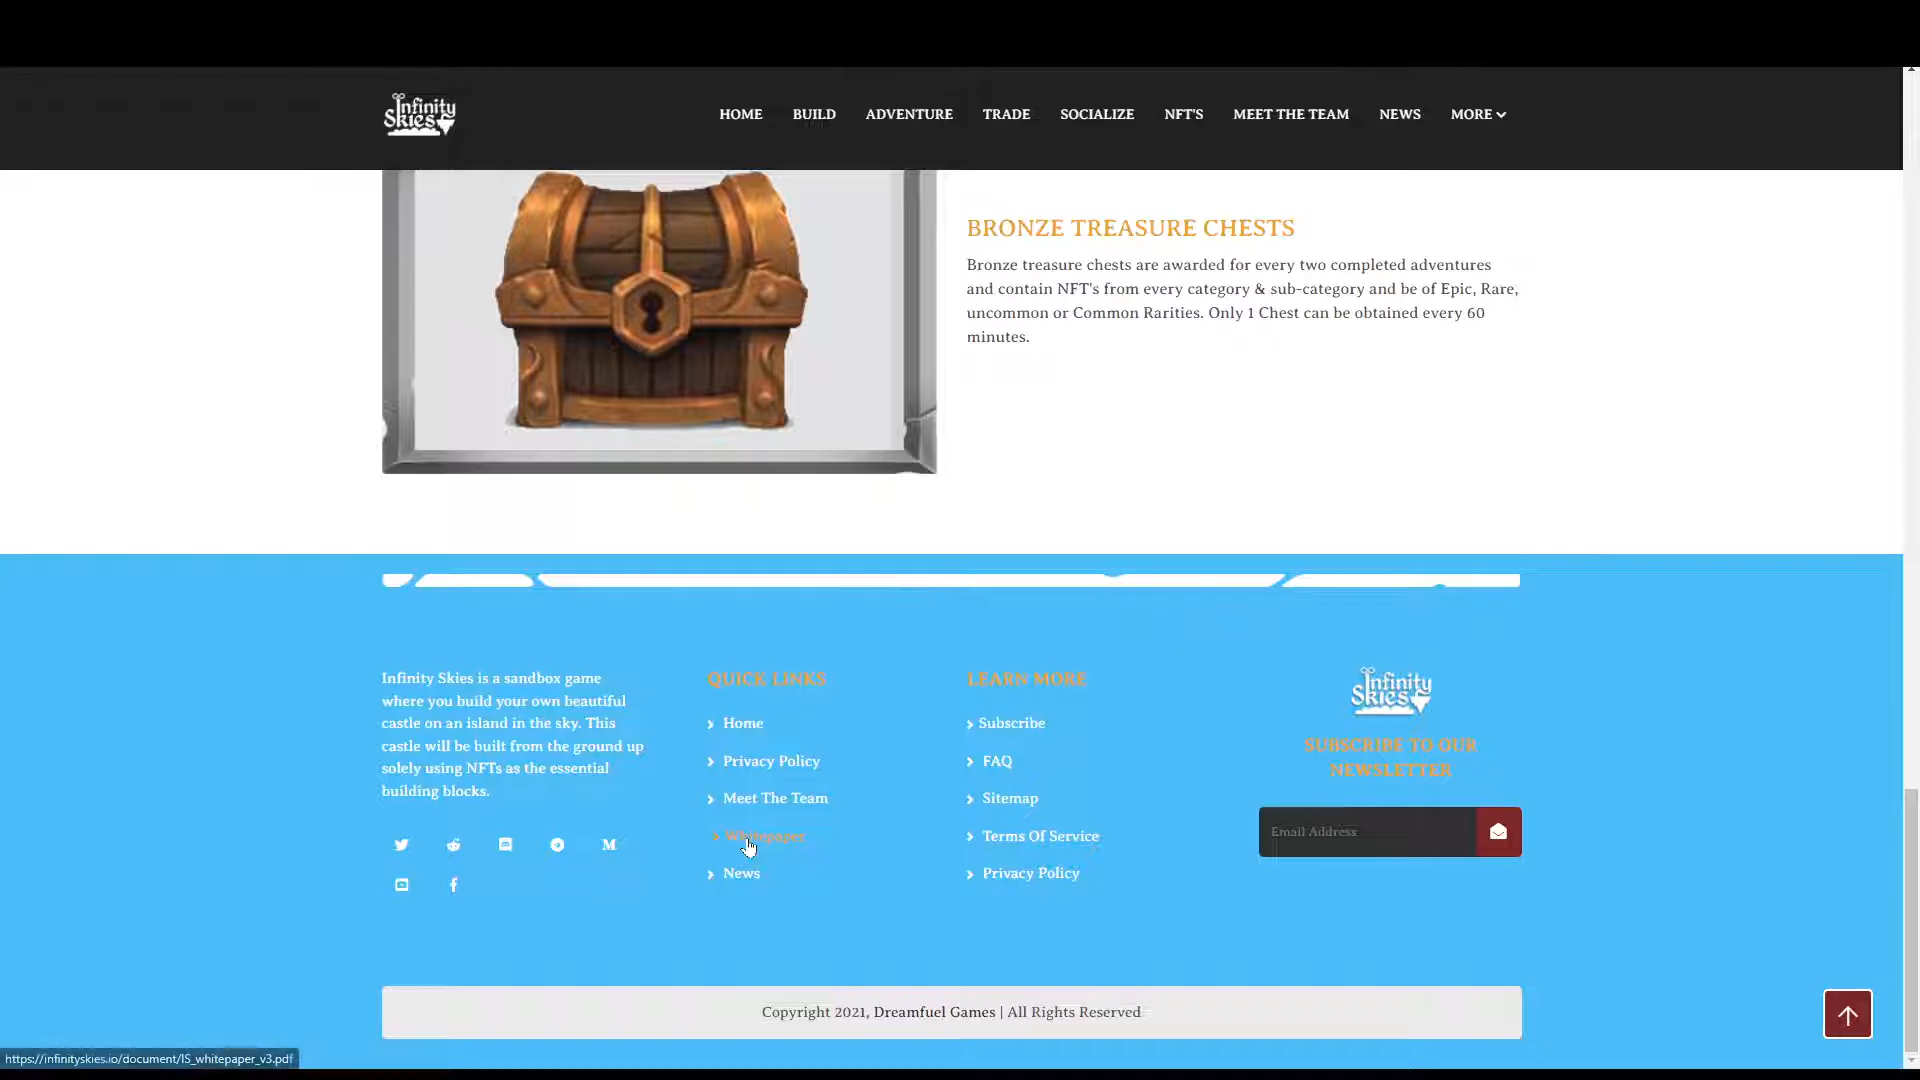 Infinity
Skies
HOME BUILD ADVENTURE TRADE SOCIALIZE NFT'S MEET THE TEAM NEWS MORE
BRONZE TREASURE CHESTS
Bronze treasure chests are awarded for every two completed adventures
and contain NFT's from every category & sub-category and be of Epic, Rare,
uncommon or Common Rarities. Only 1 Chest can be obtained every 60
minutes.
Infinity Skies is a sandbox game
where you build your own beautiful
castle on an island in the sky. This
castle will be built from the ground up
solely using NFTs as the essential
building blocks.
QUICK LINKS
Home
Privacy Policy
Meet The Team
Whitepaper
News
LEARN MORE
Subscribe
FAQ
Sitemap
Terms Of Service
Privacy Policy
Infinity
Skies
SUBSCRIBE TO OUR
NEWSLETTER
Email Address
Copyright 2021, Dreamfuel Games | All Rights Reserved
https://infinityskies.io/document/IS_whitepaper_v3.pdf